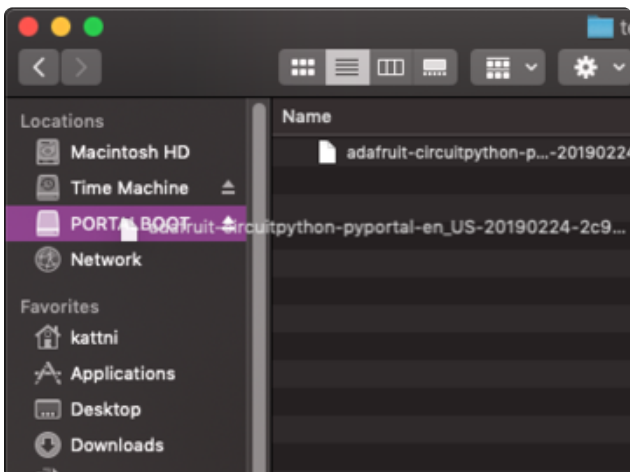 te
Locations
Name
Macintosh HD
adafruit-circuitpython-p...-20190224
Time Machine
PORTALBOOT
adafruit-circuitpython-pyportal-en_US-20190224-2c9...
Network
Favorites
kattni
Applications
Desktop
Downloads